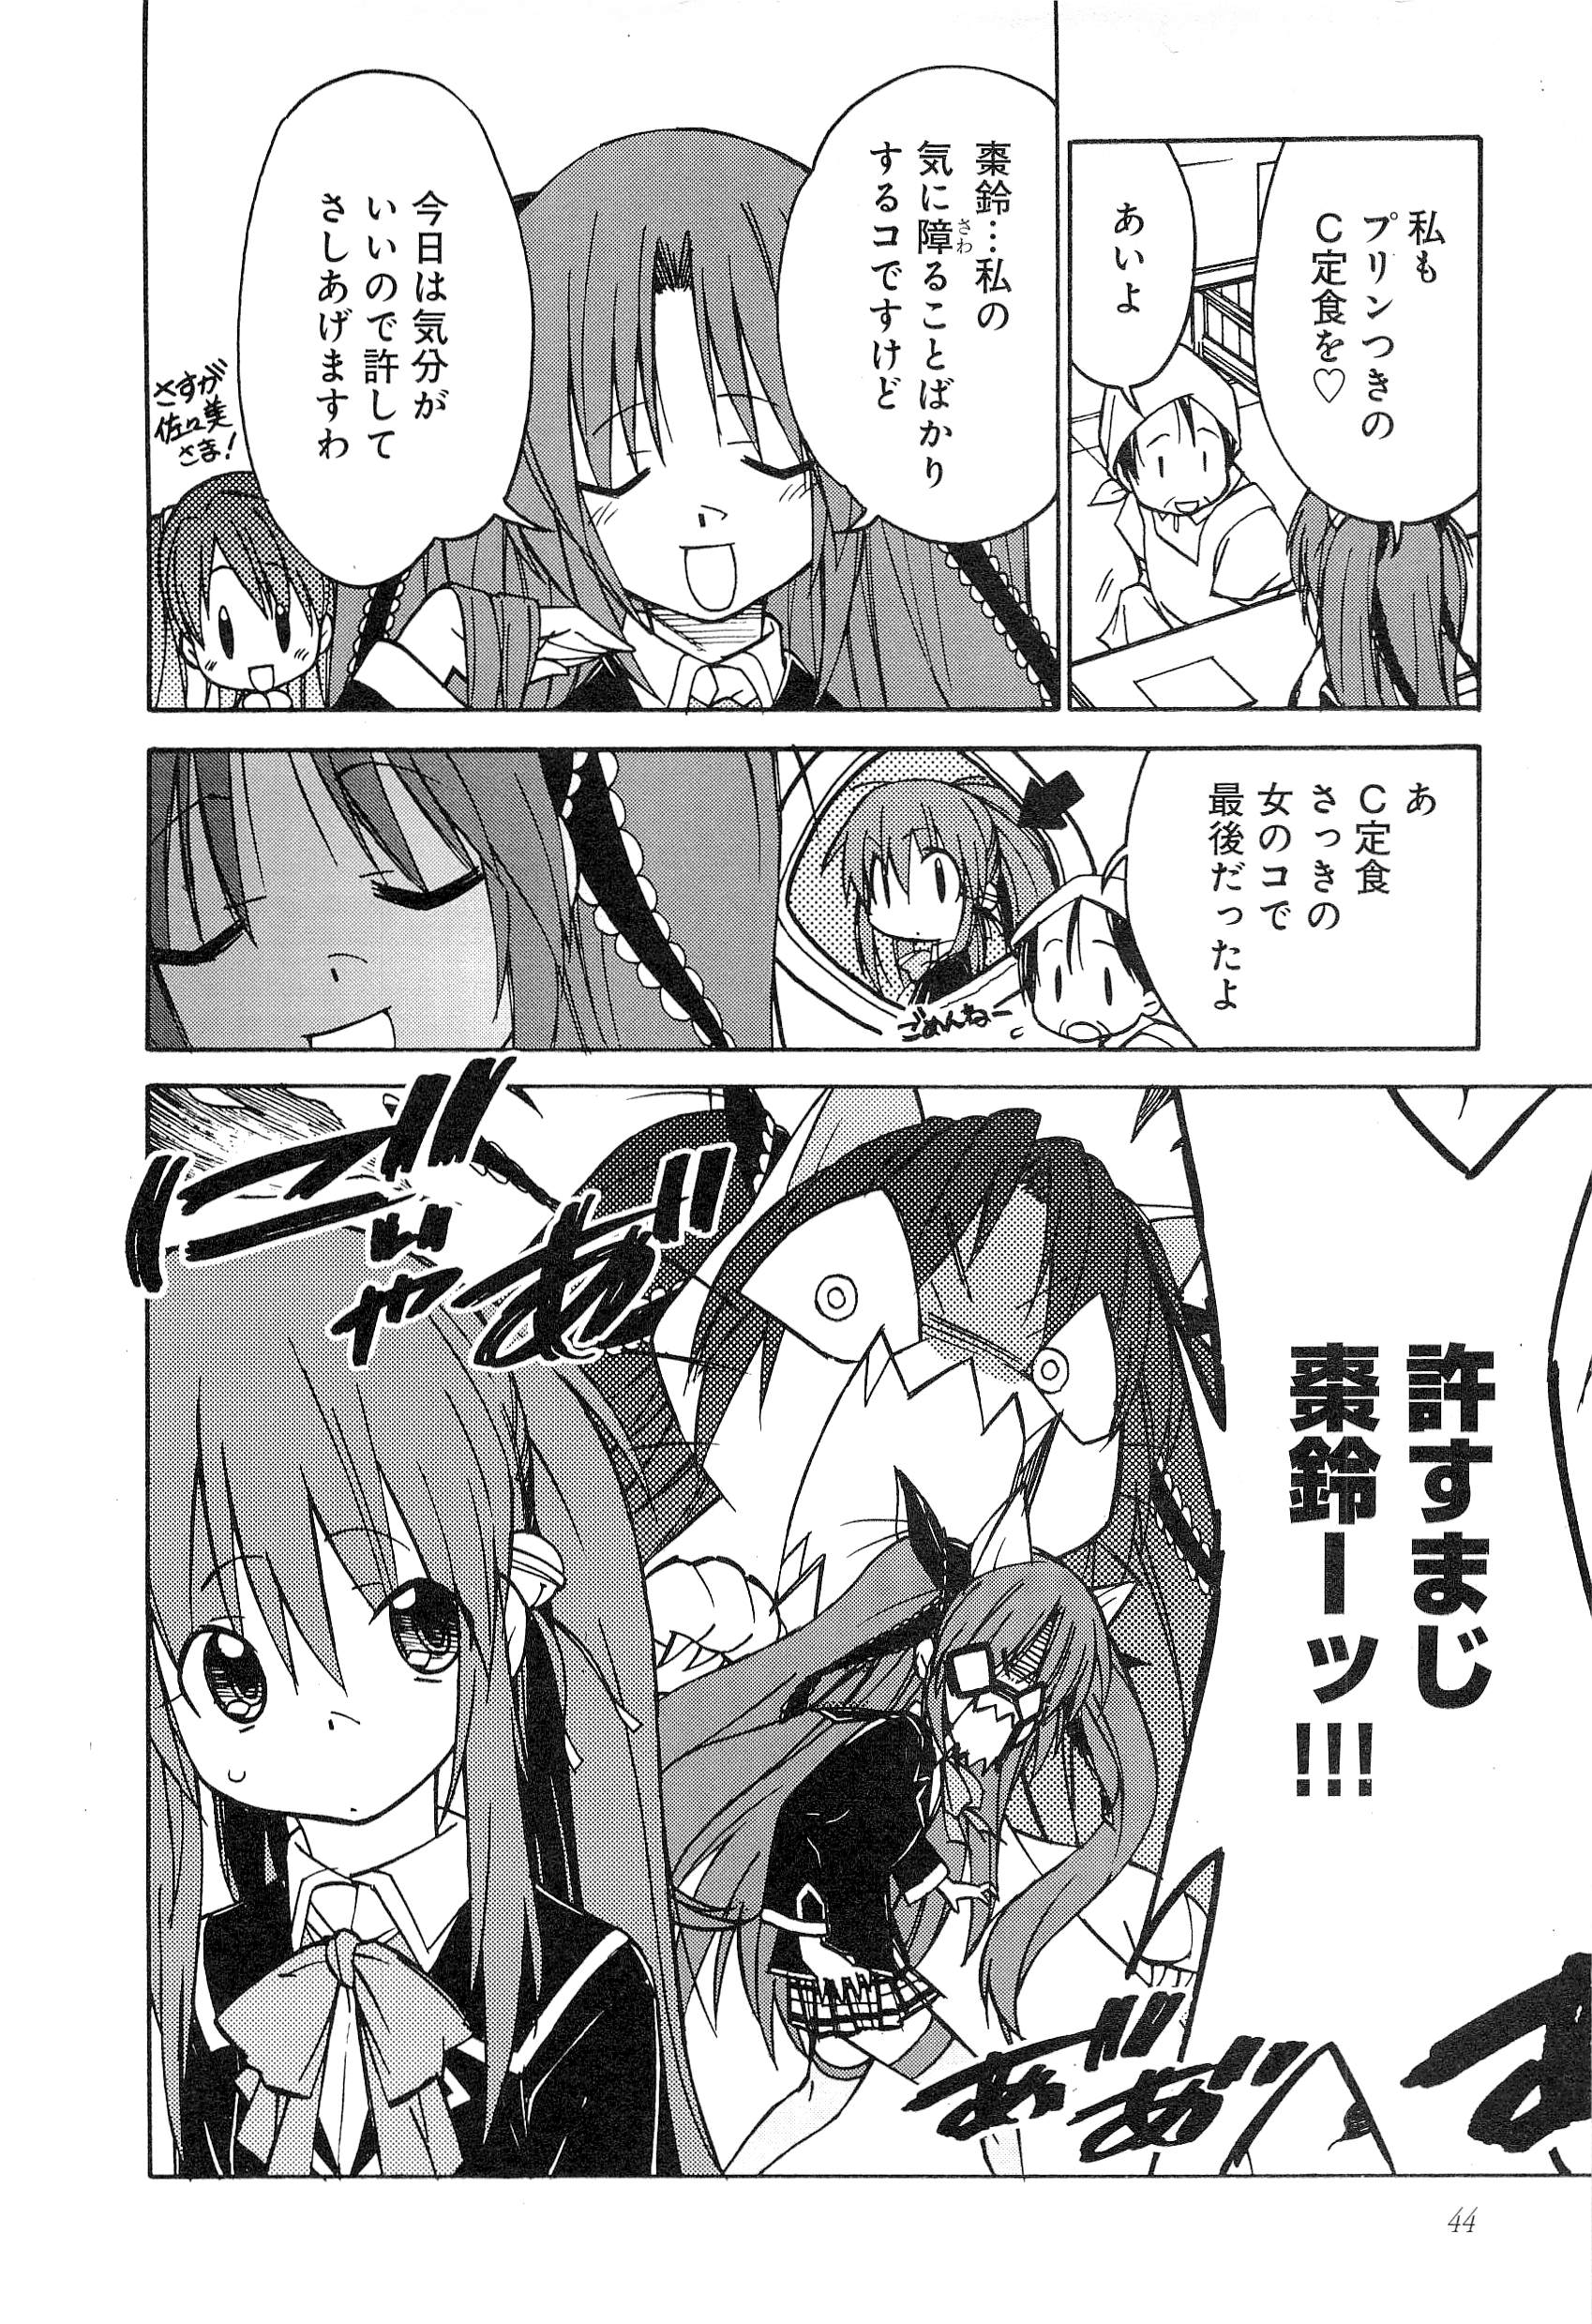 私も
プリンつきの
C定食を♡
あいよ
棗鈴…私の
気に障ることばかり
さわ
するコですけど
今日は気分が
いいので許して
さしあげますわ
さすが
佐々美
さま!
あ
C定食
さっきの
女のコで
最後だったよ
ごめんねー
許すまじ
棗鈴ーッ!!!
ニャ
あ゛
あ゛
あ゛
44